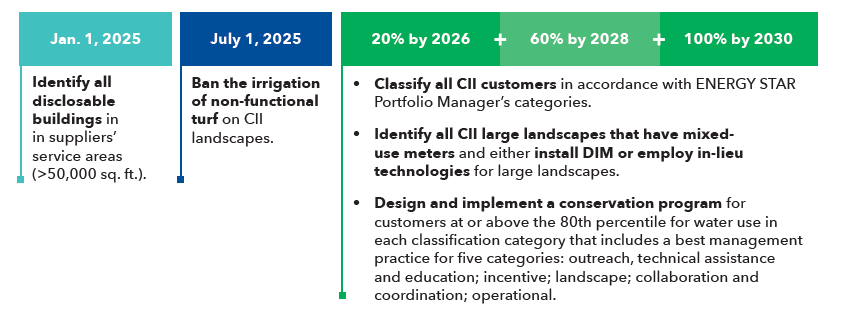 Jan. 1, 2025
July 1, 2025
20% by 2026 + 60% by 2028 + 100% by 2030
Identify all
disclosable
buildings in
in suppliers’
service areas
(>50,000 sq. ft.).
Ban the irrigation
of non-functional
turf on CII
landscapes.
• Classify all CII customers in accordance with ENERGY STAR
Portfolio Manager’s categories.
• Identify all CII large landscapes that have mixed-
use meters and either install DIM or employ in-lieu
technologies for large landscapes.
• Design and implement a conservation program for
customers at or above the 80th percentile for water use in
each classification category that includes a best management
practice for five categories: outreach, technical assistance
and education; incentive; landscape; collaboration and
coordination; operational.